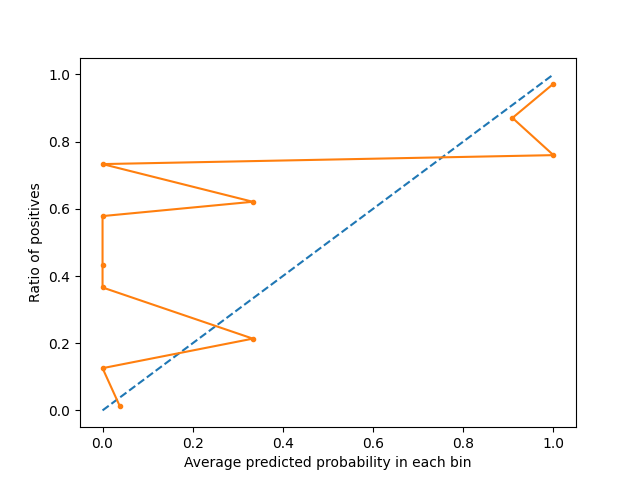 1.0
0.8
0.6
0.4
0.2
0.0
Ratio of positives
0.0 0.2 0.4 0.6 0.8 1.0
Average predicted probability in each bin